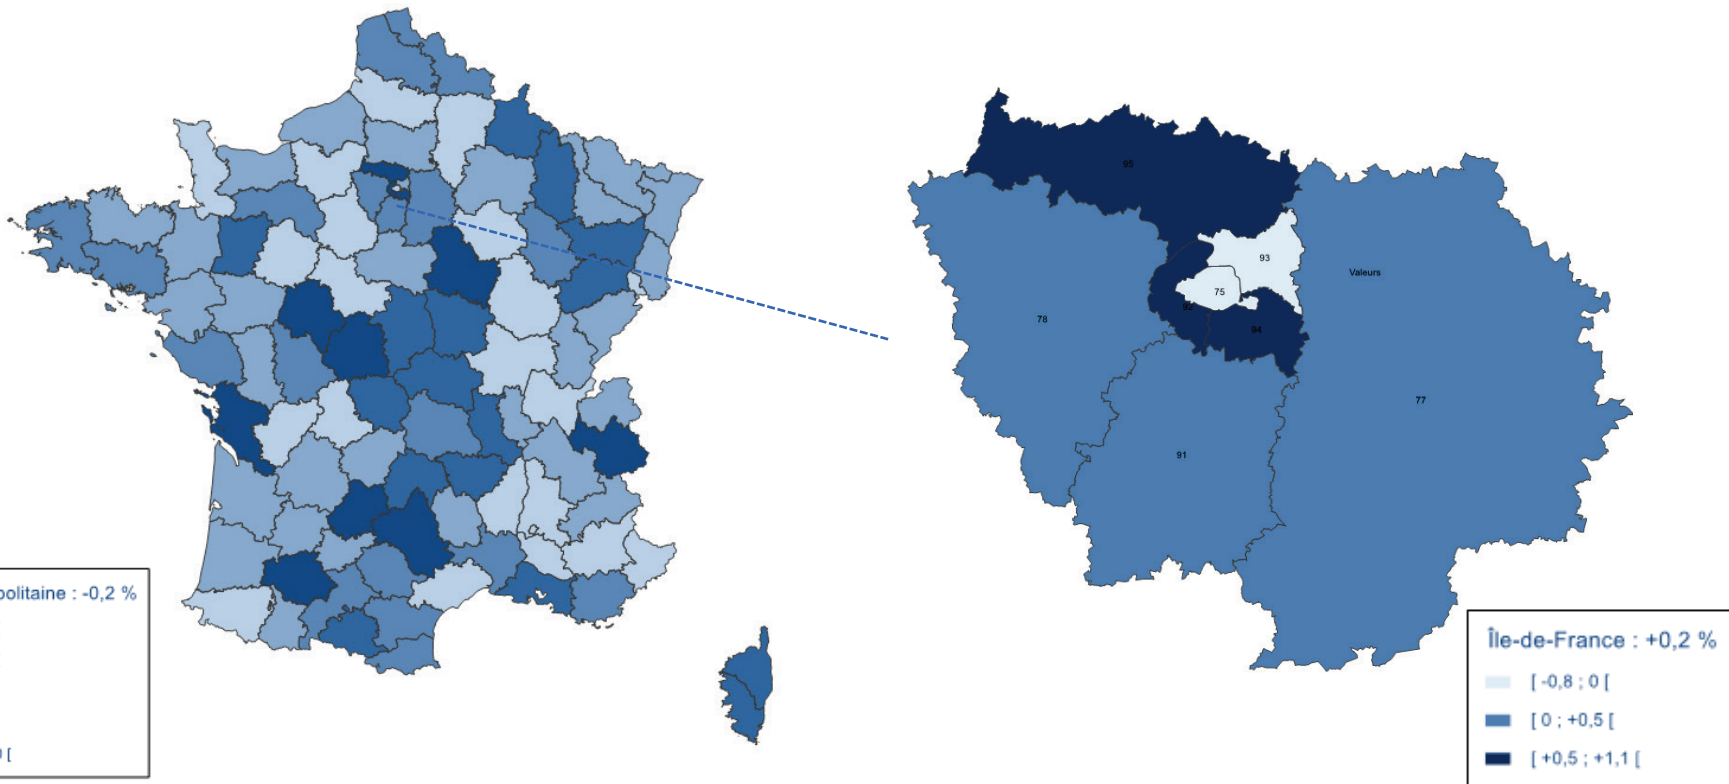 95
93
Valeurs
75
92
78
94
77
91
politaine : -0,2 %
[
Île-de-France : +0,2 %
[ -0,8 ; 0 [
[ 0 ; +0,5 [
[ +0,5 ; +1,1 [